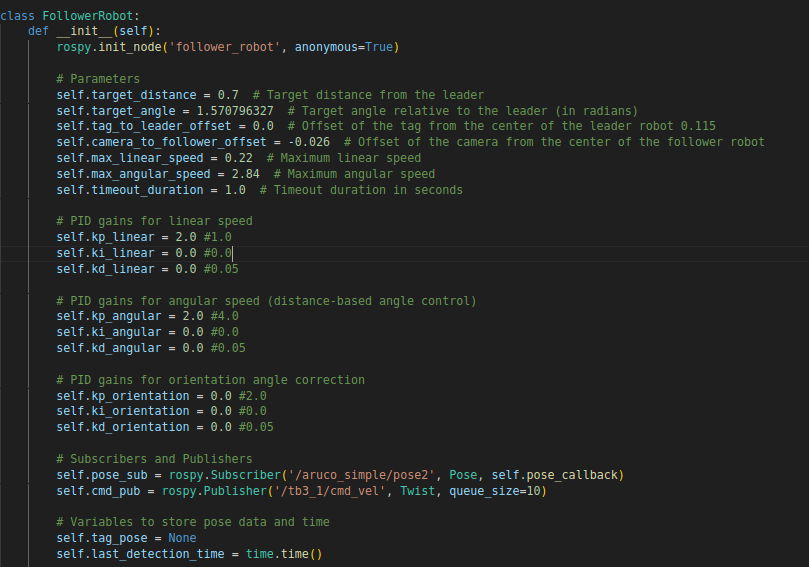 class FollowerRobot:
    def __init__(self):
        rospy.init_node('follower_robot', anonymous=True)

        # Parameters
        self.target_distance = 0.7  # Target distance from the leader
        self.target_angle = 1.570796327  # Target angle relative to the leader (in radians)
        self.tag_to_leader_offset = 0.0  # Offset of the tag from the center of the leader robot 0.115
        self.camera_to_follower_offset = -0.026  # Offset of the camera from the center of the follower robot
        self.max_linear_speed = 0.22  # Maximum linear speed
        self.max_angular_speed = 2.84  # Maximum angular speed
        self.timeout_duration = 1.0  # Timeout duration in seconds

        # PID gains for linear speed
        self.kp_linear = 2.0 #1.0
        self.ki_linear = 0.0 #0.0
        self.kd_linear = 0.0 #0.05

        # PID gains for angular speed (distance-based angle control)
        self.kp_angular = 2.0 #4.0
        self.ki_angular = 0.0 #0.0
        self.kd_angular = 0.0 #0.05

        # PID gains for orientation angle correction
        self.kp_orientation = 0.0 #2.0
        self.ki_orientation = 0.0 #0.0
        self.kd_orientation = 0.0 #0.05

        # Subscribers and Publishers
        self.pose_sub = rospy.Subscriber('/aruco_simple/pose2', Pose, self.pose_callback)
        self.cmd_pub = rospy.Publisher('/tb3_1/cmd_vel', Twist, queue_size=10)

        # Variables to store pose data and time
        self.tag_pose = None
        self.last_detection_time = time.time()